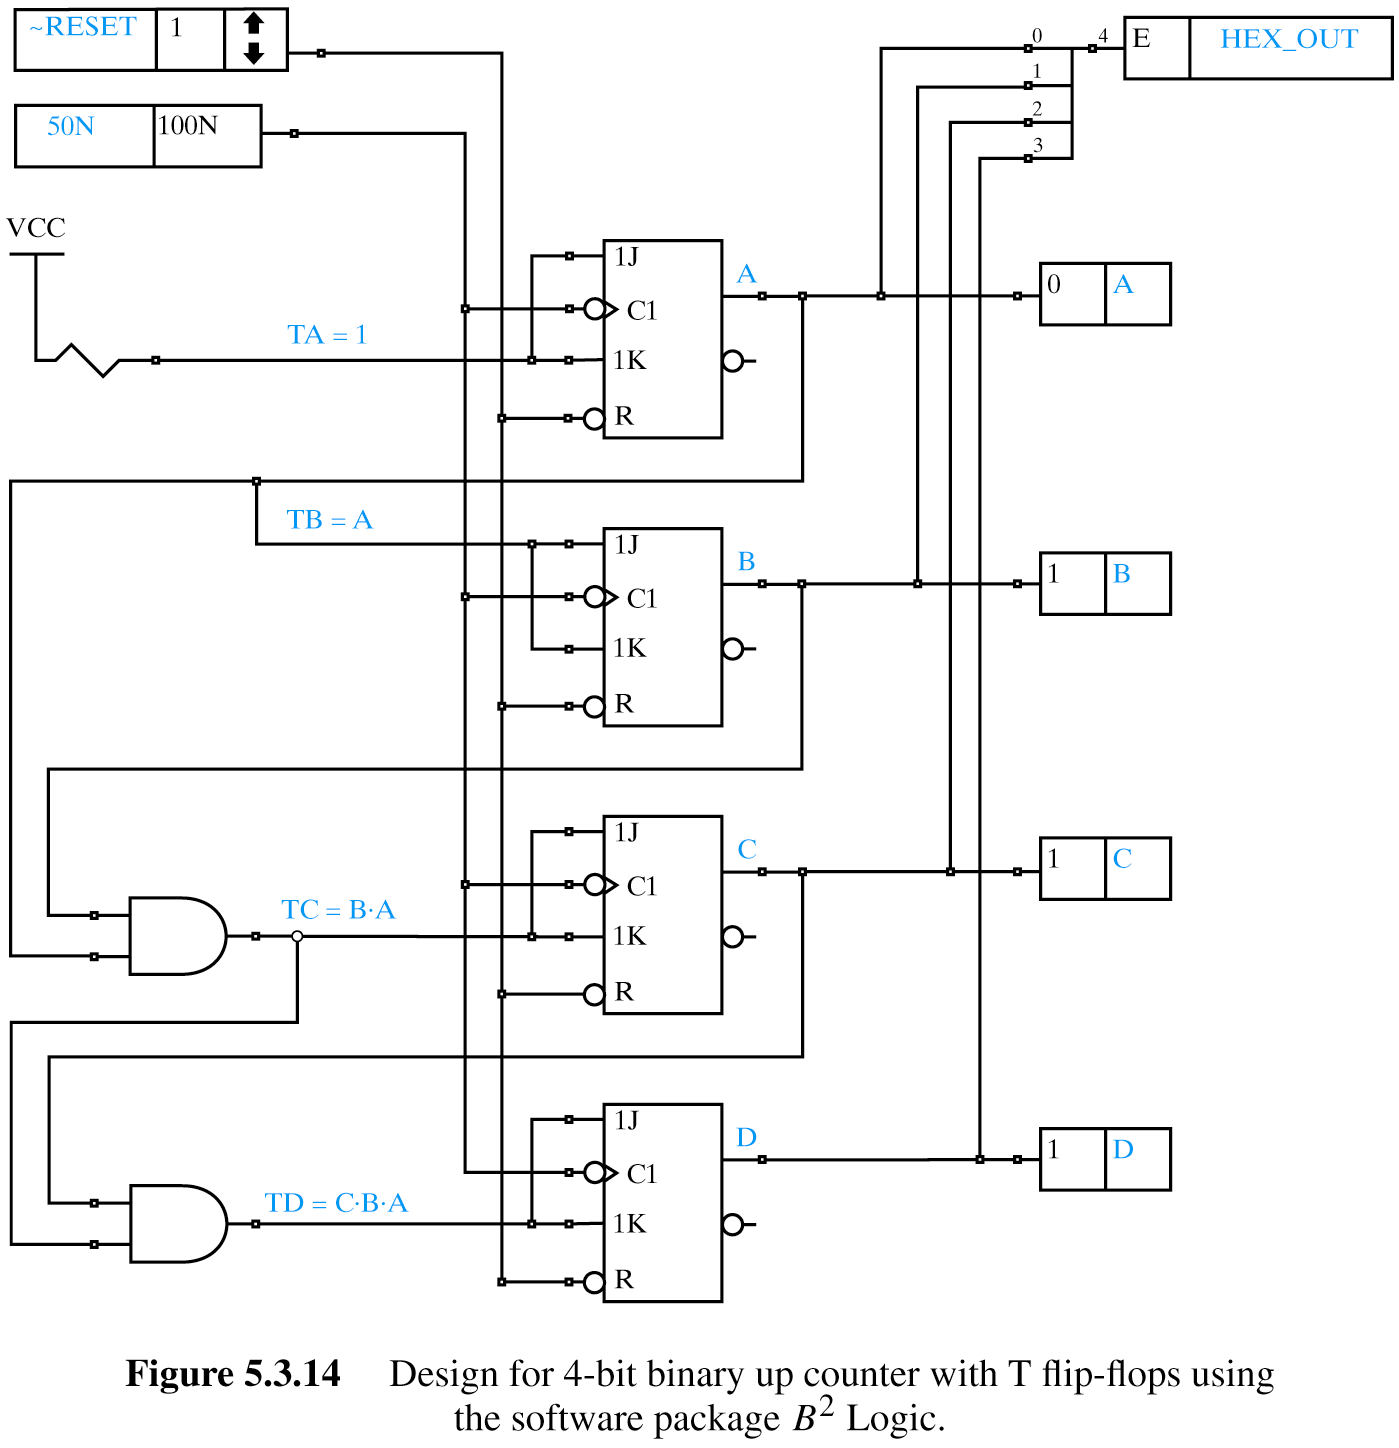 ~RESET 1
0 4 E HEX_OUT
1
50N 100N
2
3
VCC
1J
A 0 A
C1
TA = 1
1K
R
TB = A
1J
B 1 B
C1
1K
R
1J
C 1 C
C1
TC = B·A
1K
R
1J
D 1 D
C1
TD = C·B·A
1K
R
Figure 5.3.14 Design for 4-bit binary up counter with T flip-flops using
the software package B² Logic.